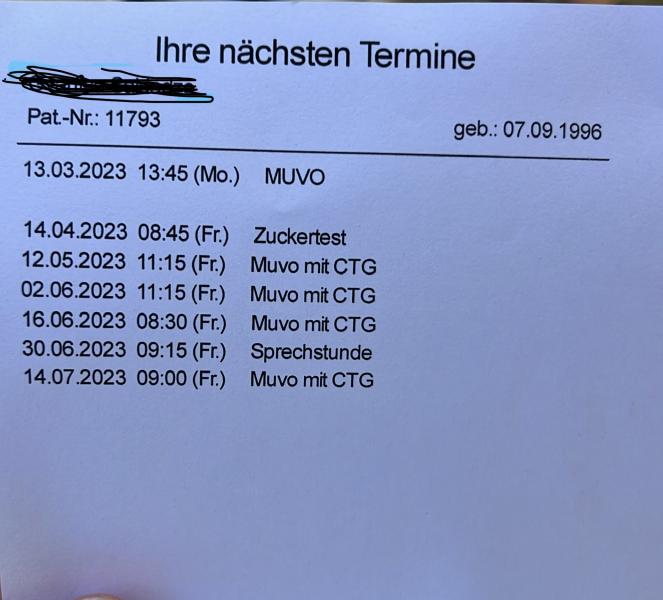 Ihre nächsten Termine
Pat.-Nr.: 11793
geb.: 07.09.1996
13.03.2023 13:45 (Mo.) MUVO
14.04.2023 08:45 (Fr.) Zuckertest
12.05.2023 11:15 (Fr.) Muvo mit CTG
02.06.2023 11:15 (Fr.) Muvo mit CTG
16.06.2023 08:30 (Fr.) Muvo mit CTG
30.06.2023 09:15 (Fr.) Sprechstunde
14.07.2023 09:00 (Fr.) Muvo mit CTG